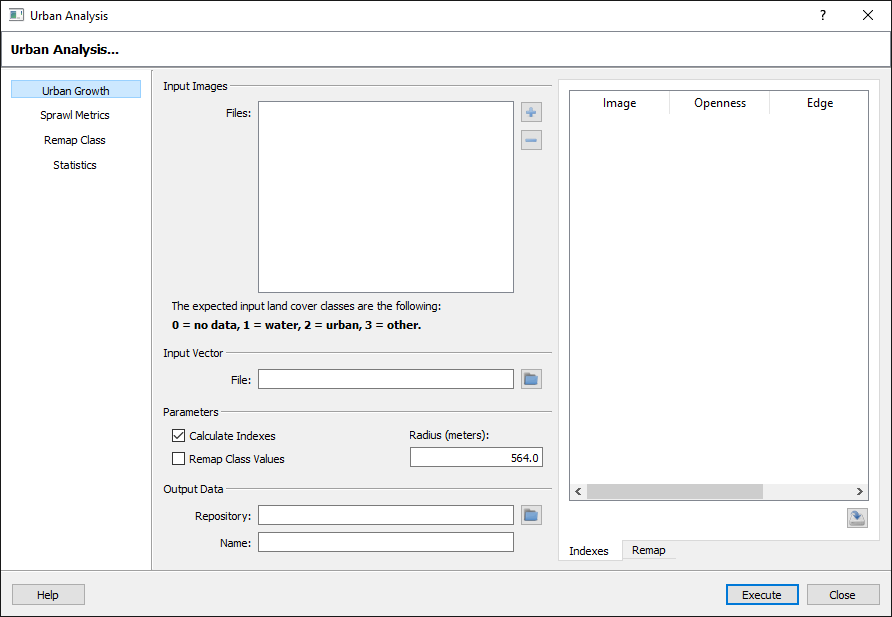 Urban Analysis
?
Urban Analysis...
Urban Growth
Sprawl Metrics
Remap Class
Statistics
Input Images
Files:
The expected input land cover classes are the following:
0 = no data, 1 = water, 2 = urban, 3 = other.
Input Vector
File:
Parameters
Calculate Indexes
Radius (meters):
Remap Class Values
564.0
Output Data
Repository:
Name:
Image Openness Edge
Indexes Remap
Help Execute Close